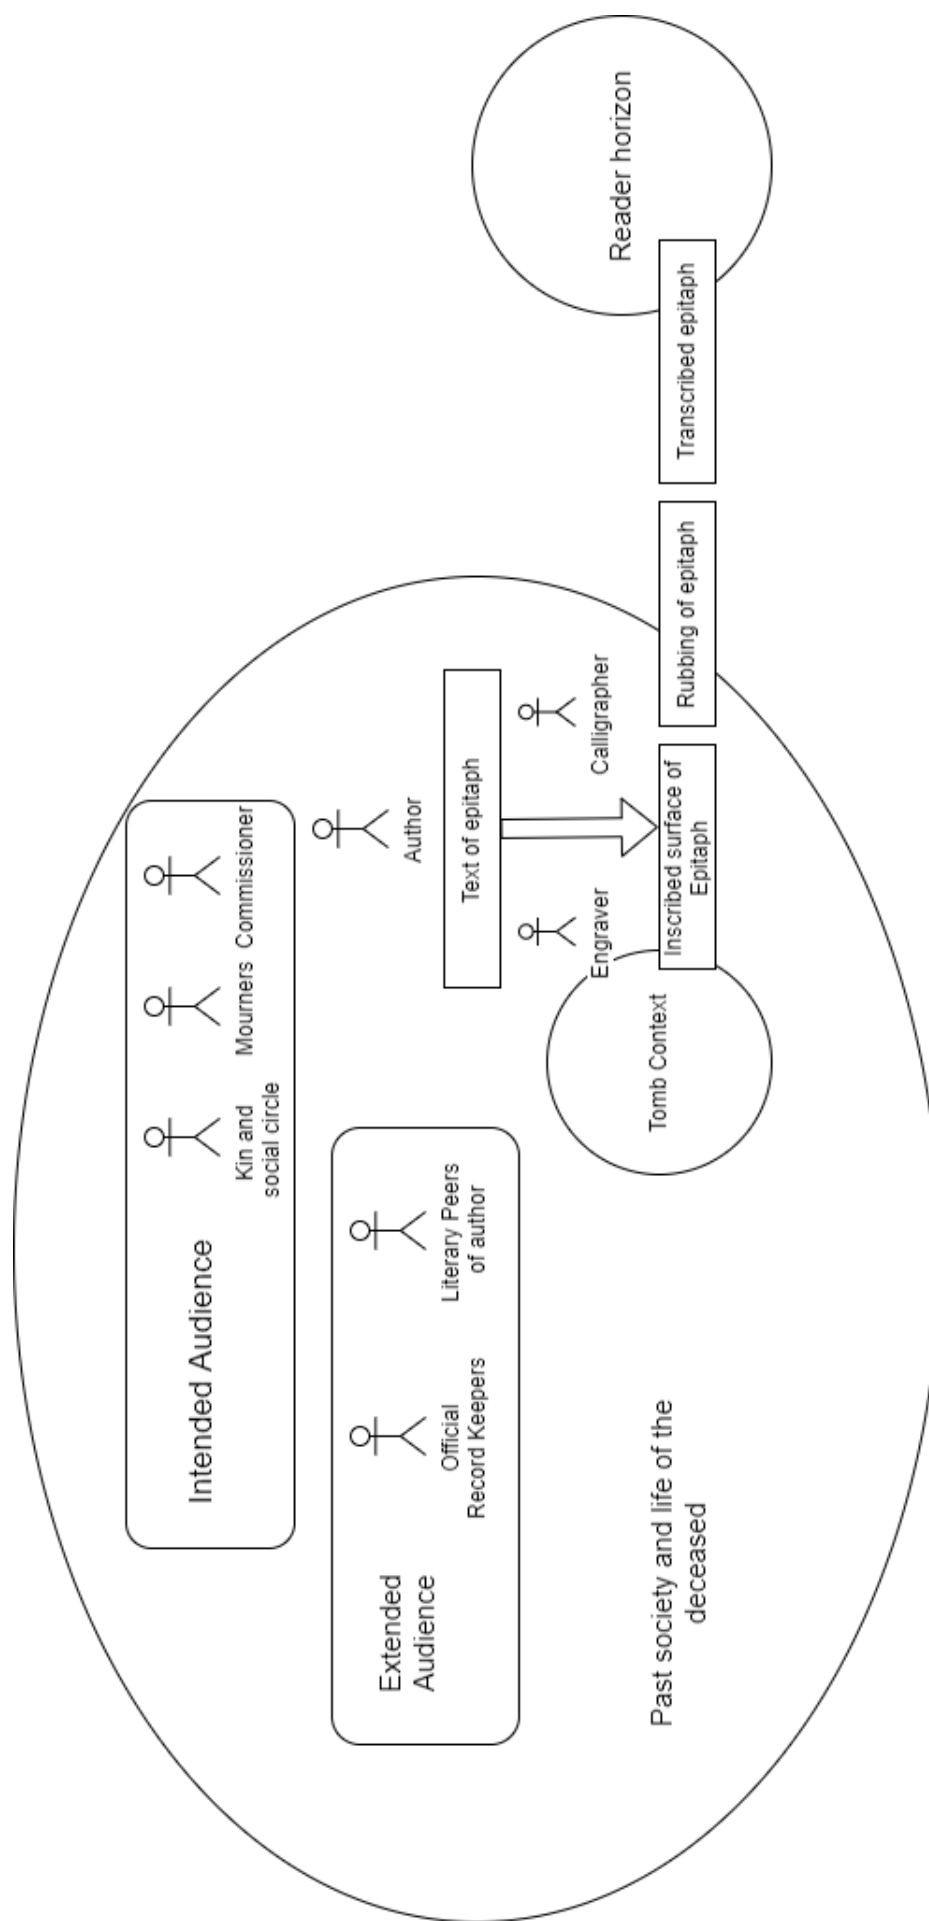 Intended Audience
Kin and
social circle
Mourners
Commissioner
Extended
Audience
Official
Record Keepers
Literary Peers
of author
Author
Text of epitaph
Engraver
Calligrapher
Past society and life of the
deceased
Tomb Context
Inscribed surface of
Epitaph
Rubbing of epitaph
Transcribed epitaph
Reader horizon